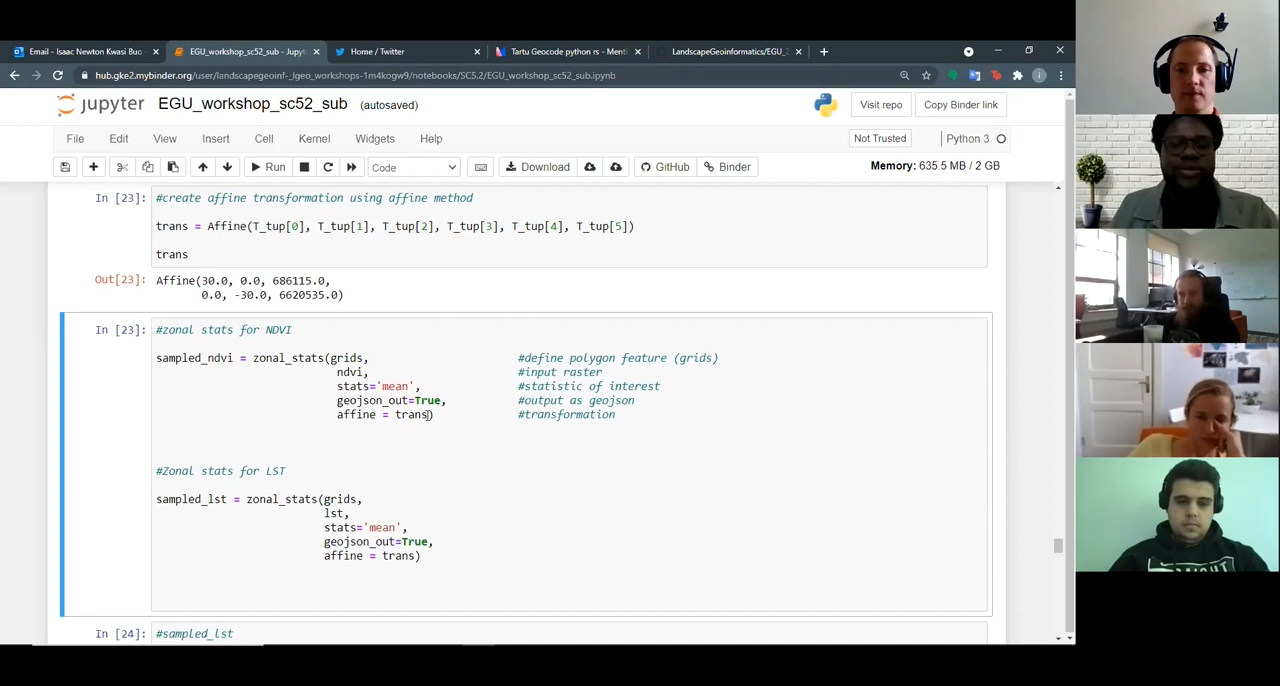 Email - Isaac Newton Kwasi Buo
EGU_workshop_sc52_sub - Jupyt
Home / Twitter
Tartu Geocode python rs - Menti
LandscapeGeoinformatics/EGU_2
hub.gke2.mybinder.org/user/landscapegeoinf-_lgeo_workshops-1m4kogw9/notebooks/SC5.2/EGU_workshop_sc52_sub.ipynb
jupyter EGU_workshop_sc52_sub (autosaved)
Visit repo
Copy Binder link
File Edit View Insert Cell Kernel Widgets Help
Not Trusted
Python 3
Run
Code
Download
GitHub
Binder
Memory: 635.5 MB / 2 GB
In [23]: #create affine transformation using affine method
trans = Affine(T_tup[0], T_tup[1], T_tup[2], T_tup[3], T_tup[4], T_tup[5])
trans
Out[23]: Affine(30.0, 0.0, 686115.0,
0.0, -30.0, 6620535.0)
In [23]: #zonal stats for NDVI
sampled_ndvi = zonal_stats(grids, #define polygon feature (grids)
ndvi, #input raster
stats='mean', #statistic of interest
geojson_out=True, #output as geojson
affine = trans) #transformation
#Zonal stats for LST
sampled_lst = zonal_stats(grids,
lst,
stats='mean',
geojson_out=True,
affine = trans)
In [24]: #sampled_lst